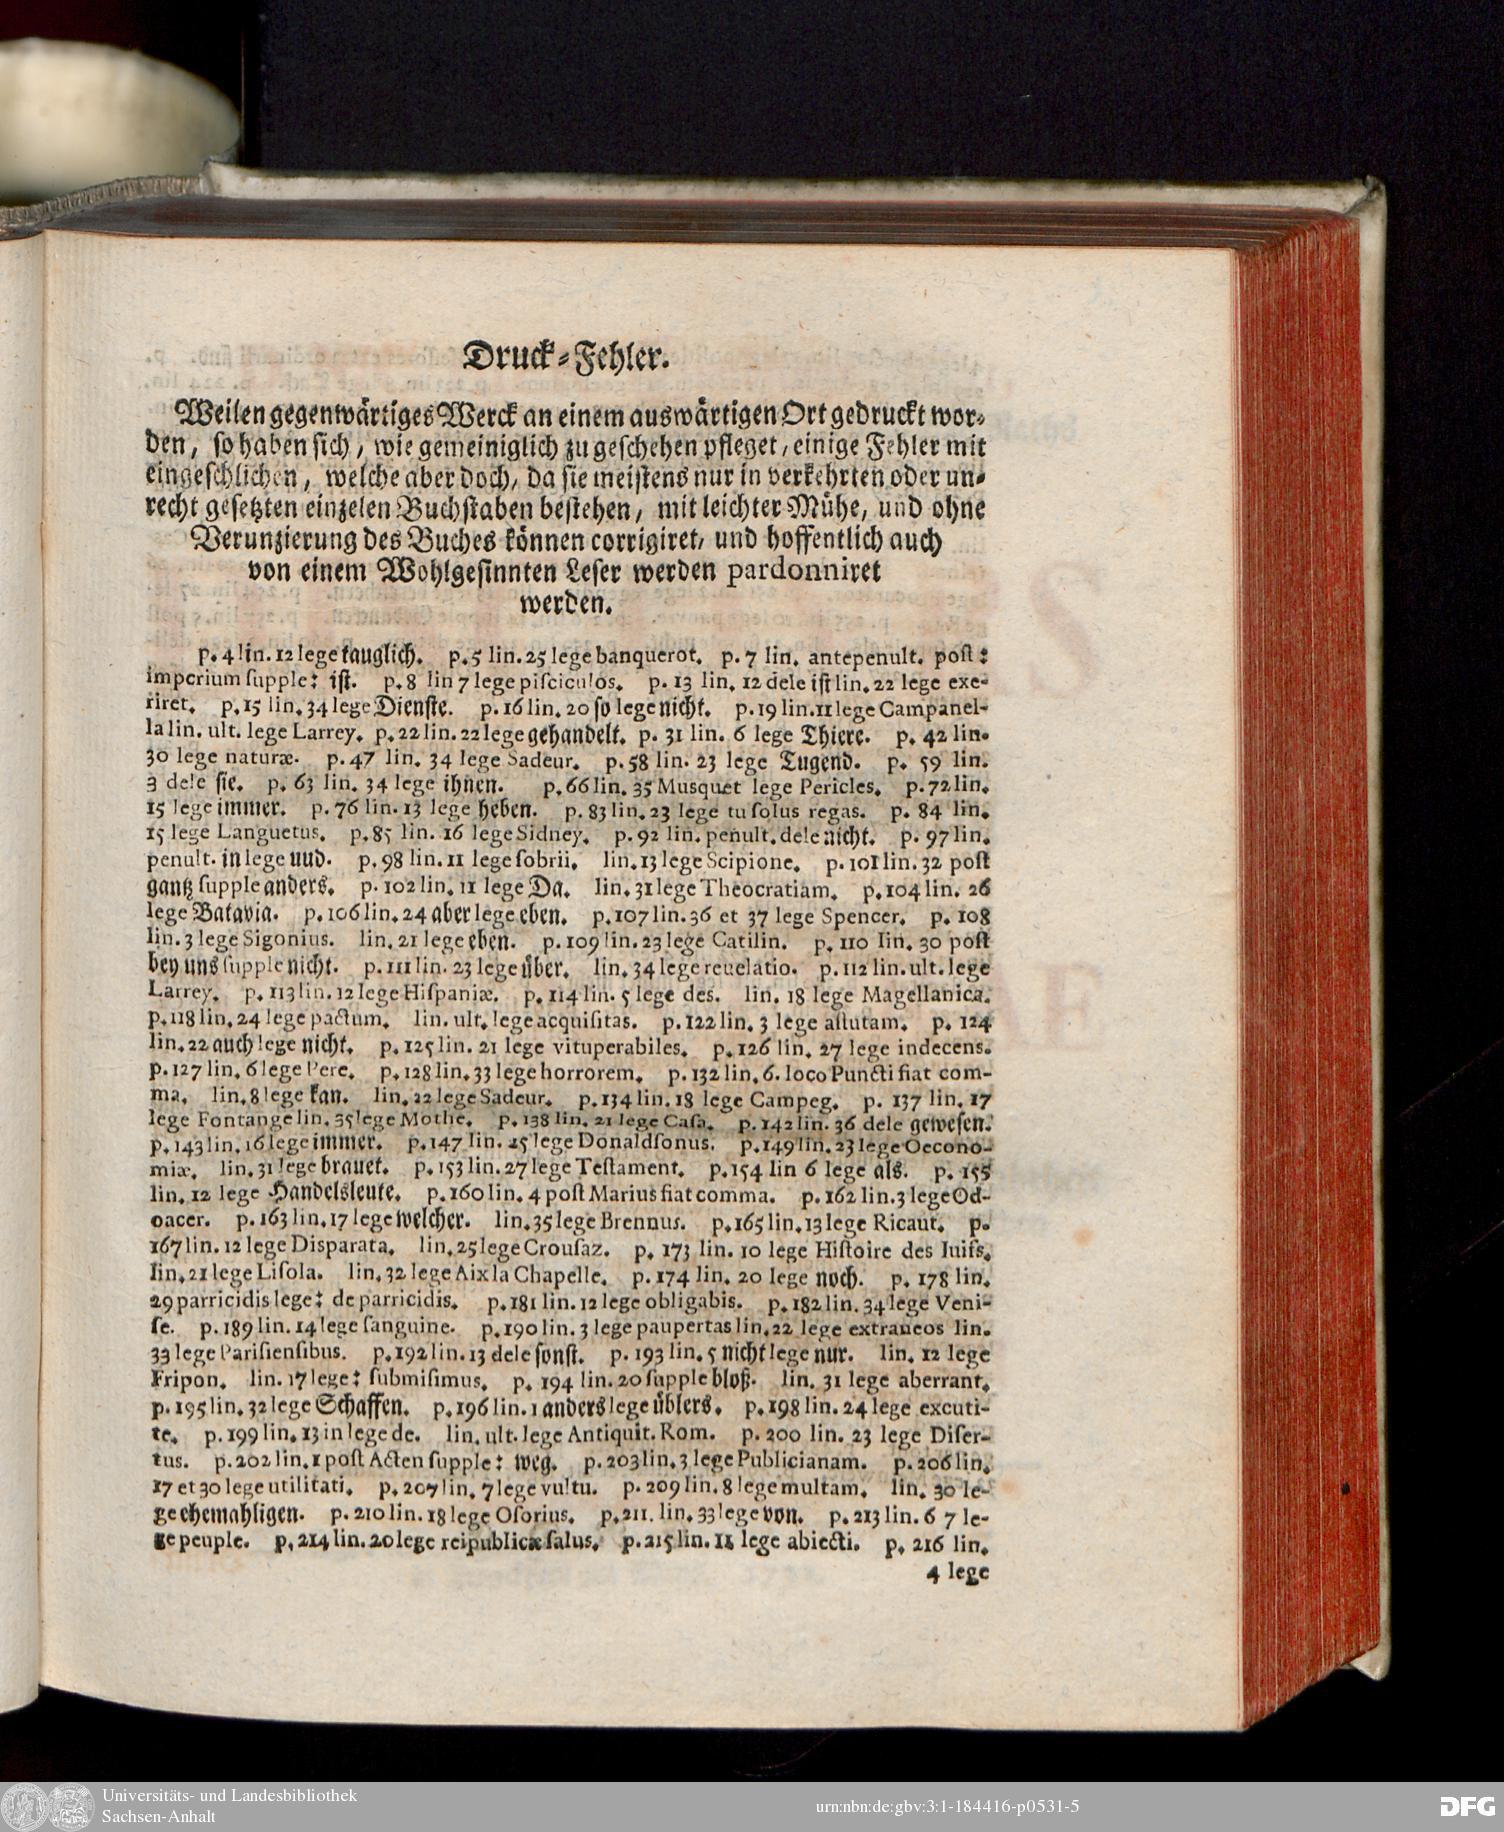 Druck-Fehler.
Weilen gegenwärtiges Werck an einem auswärtigen Ort gedruckt wor-
den, so haben sich, wie gemeiniglich zu geschehen pfleget, einige Fehler mit
eingeschlichen, welche aber doch, da sie meistens nur in verkehrten oder un-
recht gesetzten einzelen Buchstaben bestehen, mit leichter Mühe, und ohne
Verunzierung des Buches können corrigiret, und hoffentlich auch
von einem Wohlgesinnten Leser werden pardonniret
werden.
p. 4 lin. 12 lege tauglich. p. 5 lin. 25 lege banquerot. p. 7 lin. antepenult. post:
imperium supple: ist. p. 8 lin 7 lege pisciculos. p. 13 lin. 12 dele ist lin. 22 lege exe-
riret. p. 15 lin. 34 lege Dienste. p. 16 lin. 20 so lege nicht. p. 19 lin. 11 lege Campanel-
la lin. ult. lege Larrey. p. 22 lin. 22 lege gehandelt. p. 31 lin. 6 lege Thiere. p. 42 lin.
30 lege naturæ. p. 47 lin. 34 lege Sadeur. p. 58 lin. 23 lege Tugend. p. 59 lin.
3 dele sie. p. 63 lin. 34 lege ihnen. p. 66 lin. 35 Musquet lege Pericles. p. 72 lin.
15 lege immer. p. 76 lin. 13 lege heben. p. 83 lin. 23 lege tu solus regas. p. 84 lin.
15 lege Languetus. p. 85 lin. 16 lege Sidney. p. 92 lin. penult. dele nicht. p. 97 lin.
penult. in lege uud. p. 98 lin. 11 lege sobrii. lin. 13 lege Scipione. p. 101 lin. 32 post
gantz supple anders. p. 102 lin. 11 lege Da. lin. 31 lege Theocratiam. p. 104 lin. 26
lege Batavia. p. 106 lin. 24 aber lege eben. p. 107 lin. 36 et 37 lege Spencer. p. 108
lin. 3 lege Sigonius. lin. 21 lege eben. p. 109 lin. 23 lege Catilin. p. 110 lin. 30 post
bey uns supple nicht. p. 111 lin. 23 lege über. lin. 34 lege reuelatio. p. 112 lin. ult. lege
Larrey. p. 113 lin. 12 lege Hispaniæ. p. 114 lin. 5 lege des. lin. 18 lege Magellanica.
p. 118 lin. 24 lege pactum. lin. ult. lege acquisitas. p. 122 lin. 3 lege astutam. p. 124
lin. 22 auch lege nicht. p. 125 lin. 21 lege vituperabiles. p. 126 lin. 27 lege indecens.
p. 127 lin. 6 lege Pere. p. 128 lin. 33 lege horrorem. p. 132 lin. 6. loco Puncti fiat com-
ma. lin. 8 lege kan. lin. 22 lege Sadeur. p. 134 lin. 18 lege Campeg. p. 137 lin. 17
lege Fontange lin. 35 lege Mothe. p. 138 lin. 21 lege Casa. p. 142 lin. 36 dele gewesen.
p. 143 lin. 16 lege immer. p. 147 lin. 25 lege Donaldsonus. p. 149 lin. 23 lege Oecono-
miæ. lin. 31 lege brauet. p. 153 lin. 27 lege Testament. p. 154 lin 6 lege als. p. 155
lin. 12 lege Handelsleute. p. 160 lin. 4 post Marius fiat comma. p. 162 lin. 3 lege Od-
oacer. p. 163 lin. 17 lege welcher. lin. 35 lege Brennus. p. 165 lin. 13 lege Ricaut. p.
167 lin. 12 lege Disparata. lin. 25 lege Crousaz. p. 173 lin. 10 lege Histoire des Iuifs.
lin. 21 lege Lisola. lin. 32 lege Aix la Chapelle. p. 174 lin. 20 lege noch. p. 178 lin.
29 parricidis lege: de parricidis. p. 181 lin. 12 lege obligabis. p. 182 lin. 34 lege Veni-
se. p. 189 lin. 14 lege sanguine. p. 190 lin. 3 lege paupertas lin. 22 lege extraneos lin.
33 lege Parisiensibus. p. 192 lin. 13 dele sonst. p. 193 lin. 5 nicht lege nur. lin. 12 lege
Fripon. lin. 17 lege: submisimus. p. 194 lin. 20 supple bloß. lin. 31 lege aberrant.
p. 195 lin. 32 lege Schaffen. p. 196 lin. 1 anders lege üblers. p. 198 lin. 24 lege excuti-
te. p. 199 lin. 13 in lege de. lin. ult. lege Antiquit. Rom. p. 200 lin. 23 lege Diser-
tus. p. 202 lin. 1 post Acten supple: weg. p. 203 lin. 3 lege Publicianam. p. 206 lin.
17 et 30 lege utilitati. p. 207 lin. 7 lege vultu. p. 209 lin. 8 lege multam. lin. 30 le-
ge ehemahligen. p. 210 lin. 18 lege Osorius. p. 211. lin. 33 lege von. p. 213 lin. 6 7 le-
ge peuple. p. 214 lin. 20 lege reipublicæ salus. p. 215 lin. 11 lege abiecti. p. 216 lin.
4 lege
Universitäts- und Landesbibliothek
Sachsen-Anhalt
urn:nbn:de:gbv:3:1-184416-p0531-5
DFG